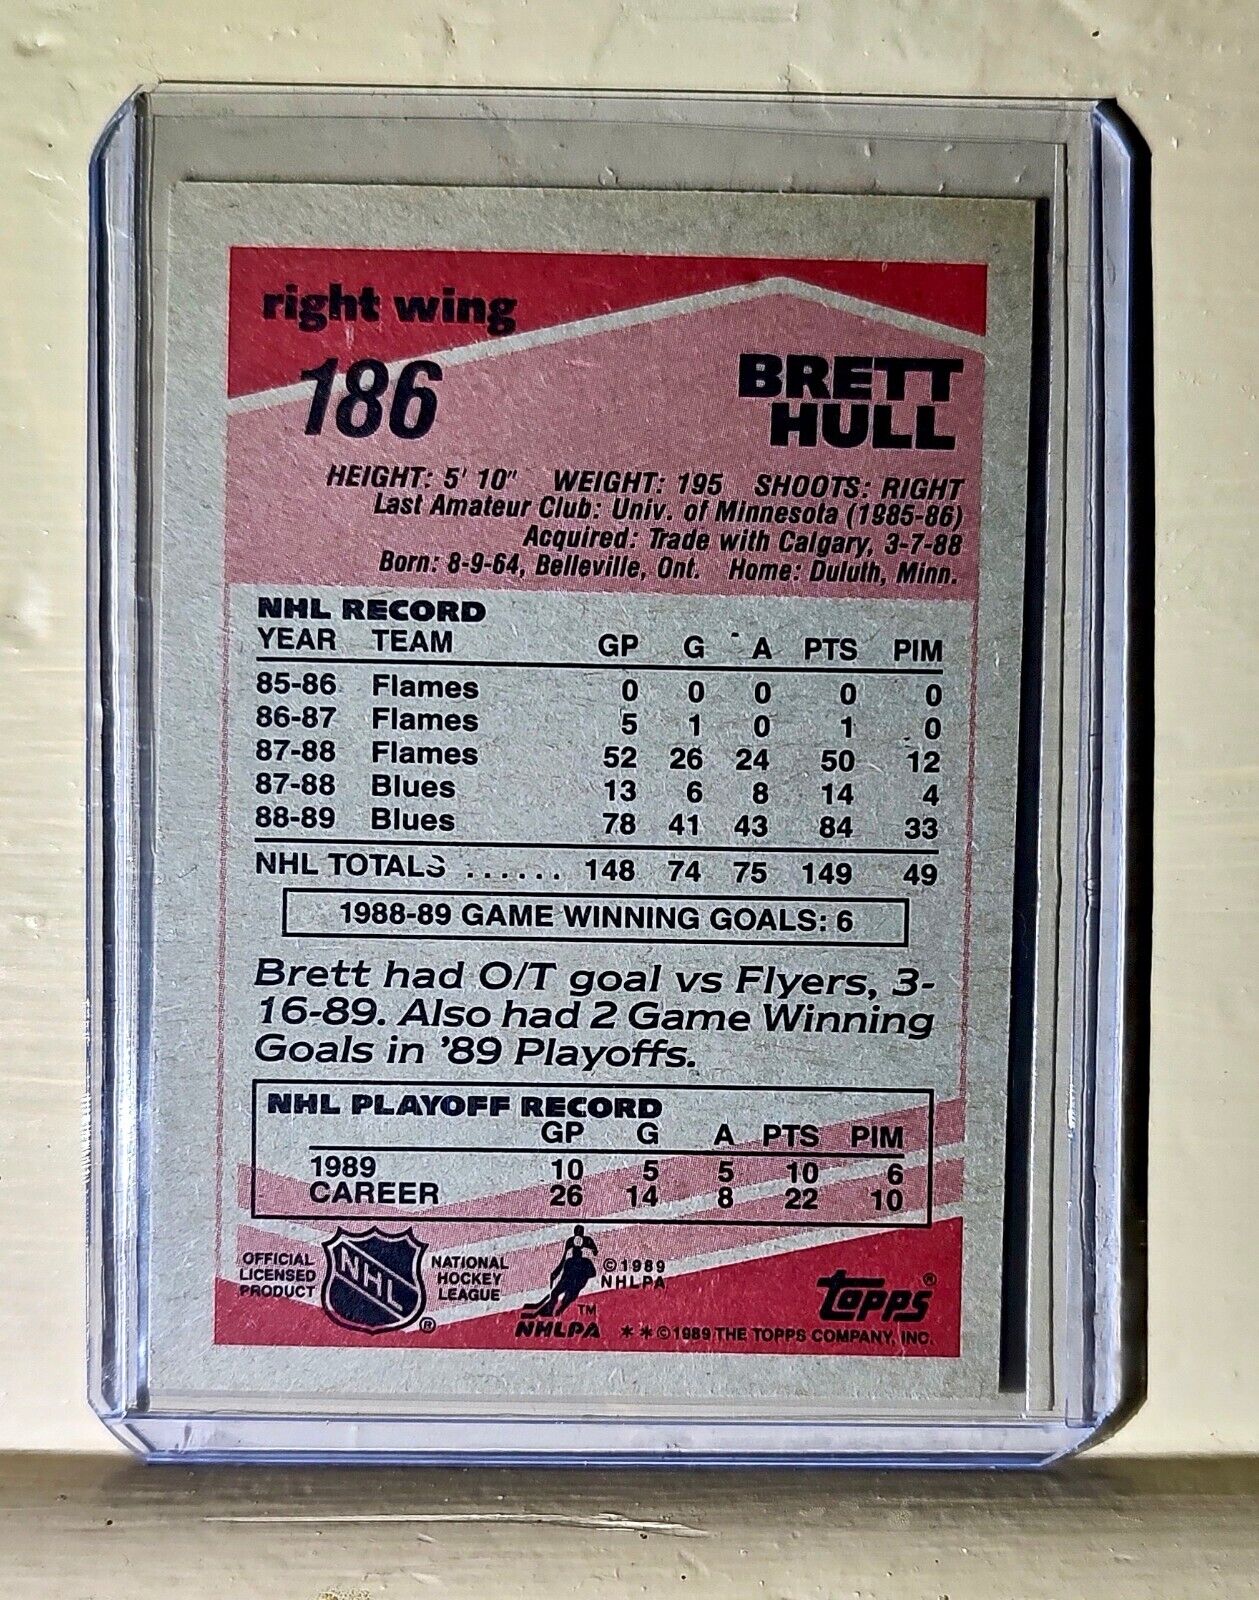 right wing
186
BRETT
HULL
HEIGHT: 5' 10" WEIGHT: 195 SHOOTS: RIGHT
Last Amateur Club: Univ. of Minnesota (1985-86)
Acquired: Trade with Calgary, 3-7-88
Born: 8-9-64, Belleville, Ont. Home: Duluth, Minn.
NHL RECORD
YEAR TEAM GP G A PTS PIM
85-86 Flames 0 0 0 0 0
86-87 Flames 5 1 0 1 0
87-88 Flames 52 26 24 50 12
87-88 Blues 13 6 8 14 4
88-89 Blues 78 41 43 84 33
NHL TOTALS ...... 148 74 75 149 49
1988-89 GAME WINNING GOALS: 6
Brett had O/T goal vs Flyers, 3-
16-89. Also had 2 Game Winning
Goals in '89 Playoffs.
NHL PLAYOFF RECORD
GP G A PTS PIM
1989 10 5 5 10 6
CAREER 26 14 8 22 10
OFFICIAL
LICENSED
PRODUCT
NHL
®
NATIONAL
HOCKEY
LEAGUE
©1989
NHLPA
TM
NHLPA
topps®
**©1989 THE TOPPS COMPANY, INC.